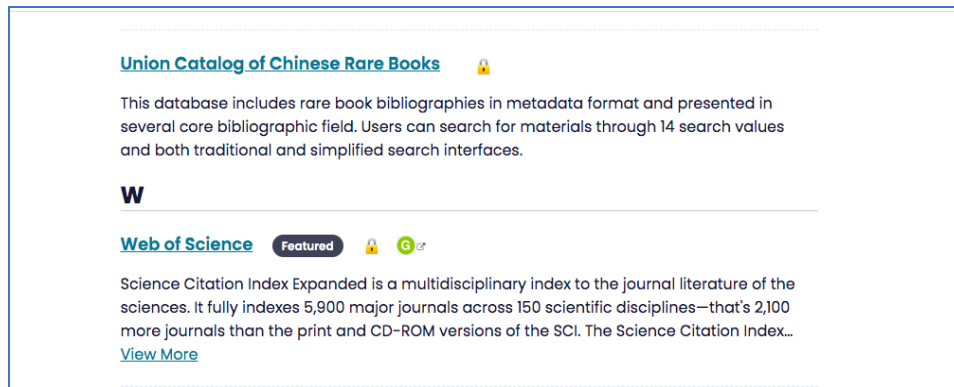 Union Catalog of Chinese Rare Books
This database includes rare book bibliographies in metadata format and presented in
several core bibliographic field. Users can search for materials through 14 search values
and both traditional and simplified search interfaces.
W
Web of Science Featured G
Science Citation Index Expanded is a multidisciplinary index to the journal literature of the
sciences. It fully indexes 5,900 major journals across 150 scientific disciplines—that's 2,100
more journals than the print and CD-ROM versions of the SCI. The Science Citation Index...
View More